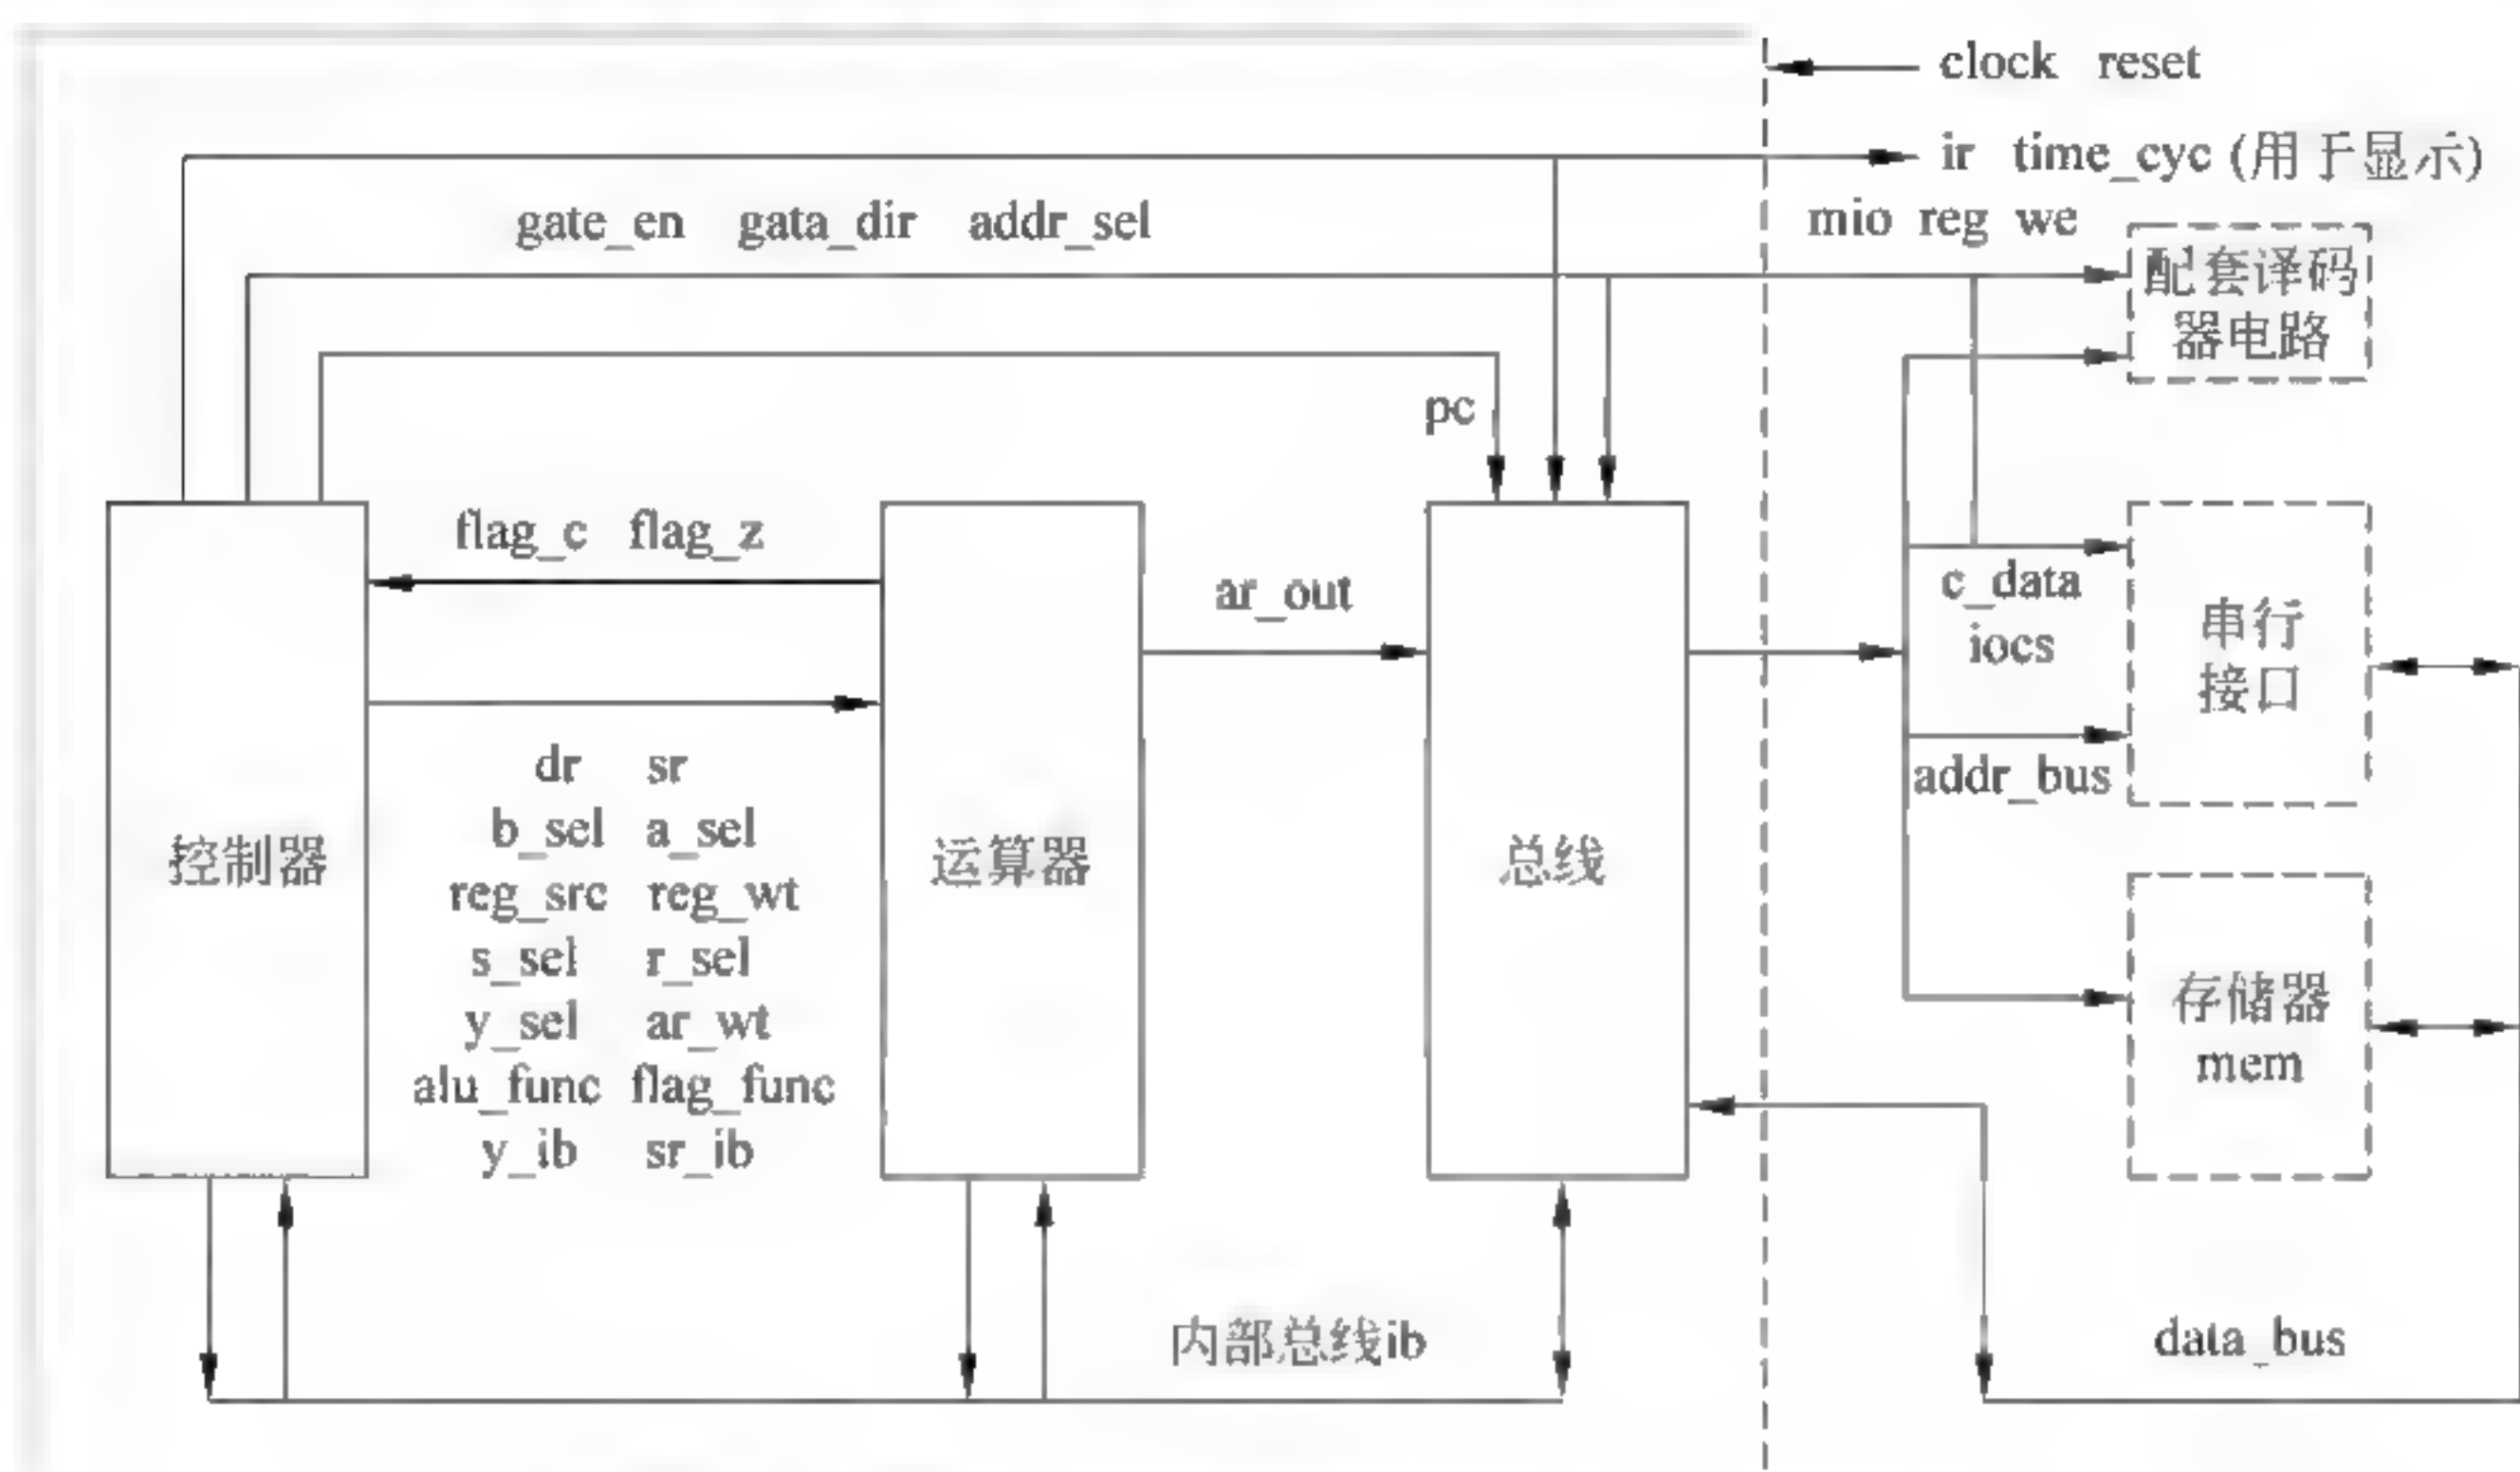 clock reset
ir time_cyc (用于显示)
gate_en gata_dir addr_sel
mio reg we
配套译码
器电路
pc
flag_c flag_z
ar_out
c_data
iocs
串行
接口
addr_bus
dr sr
b_sel a_sel
reg_src reg_wt
s_sel r_sel
y_sel ar_wt
alu_func flag_func
y_ib sr_ib
控制器
运算器
总线
存储器
mem
内部总线ib
data_bus